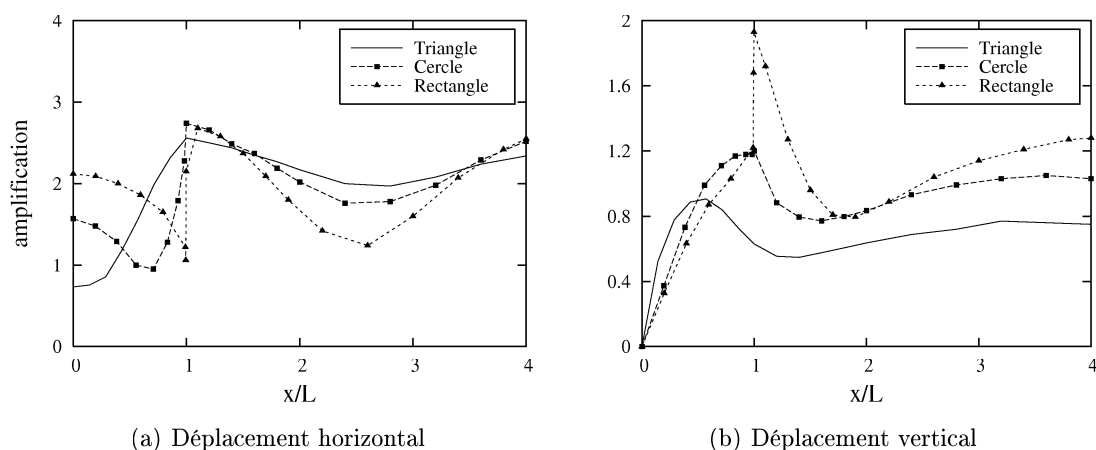 4
3
2
1
0
amplification
Triangle
Cercle
Rectangle
0 1 2 3 4
x/L
(a) Déplacement horizontal
2
1.6
1.2
0.8
0.4
0
Triangle
Cercle
Rectangle
0 1 2 3 4
x/L
(b) Déplacement vertical